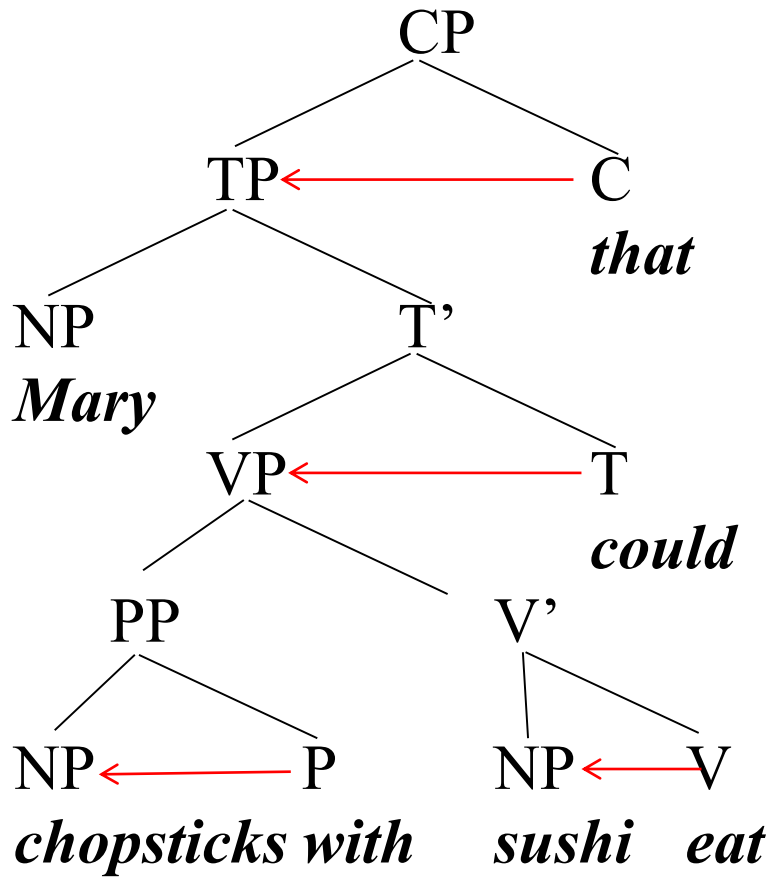 CP
TP C
that
NP T’
Mary
VP T
could
PP V’
NP P NP V
chopsticks with sushi eat